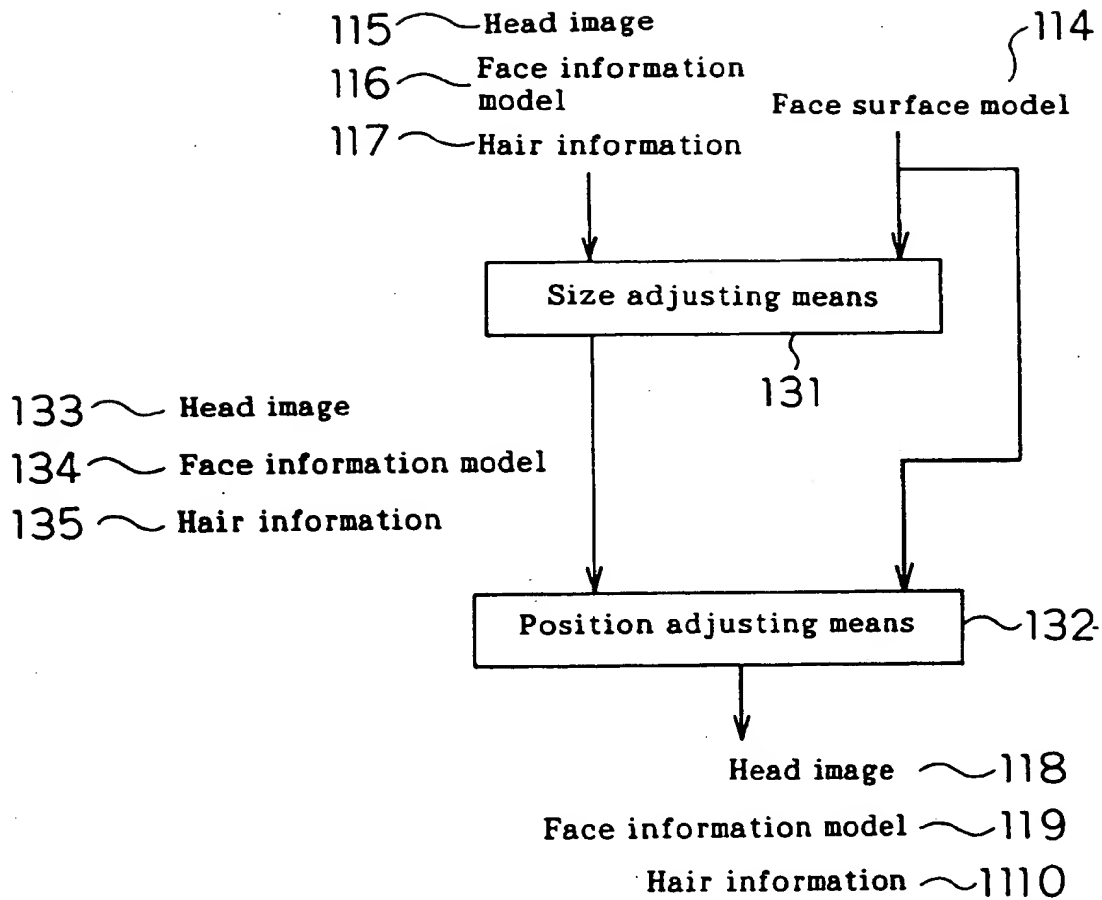 115 Head image
114
116 Face information
model
Face surface model
117 Hair information
Size adjusting means
131
133 Head image
134 Face information model
135 Hair information
Position adjusting means 132
Head image 118
Face information model 119
Hair information 1110